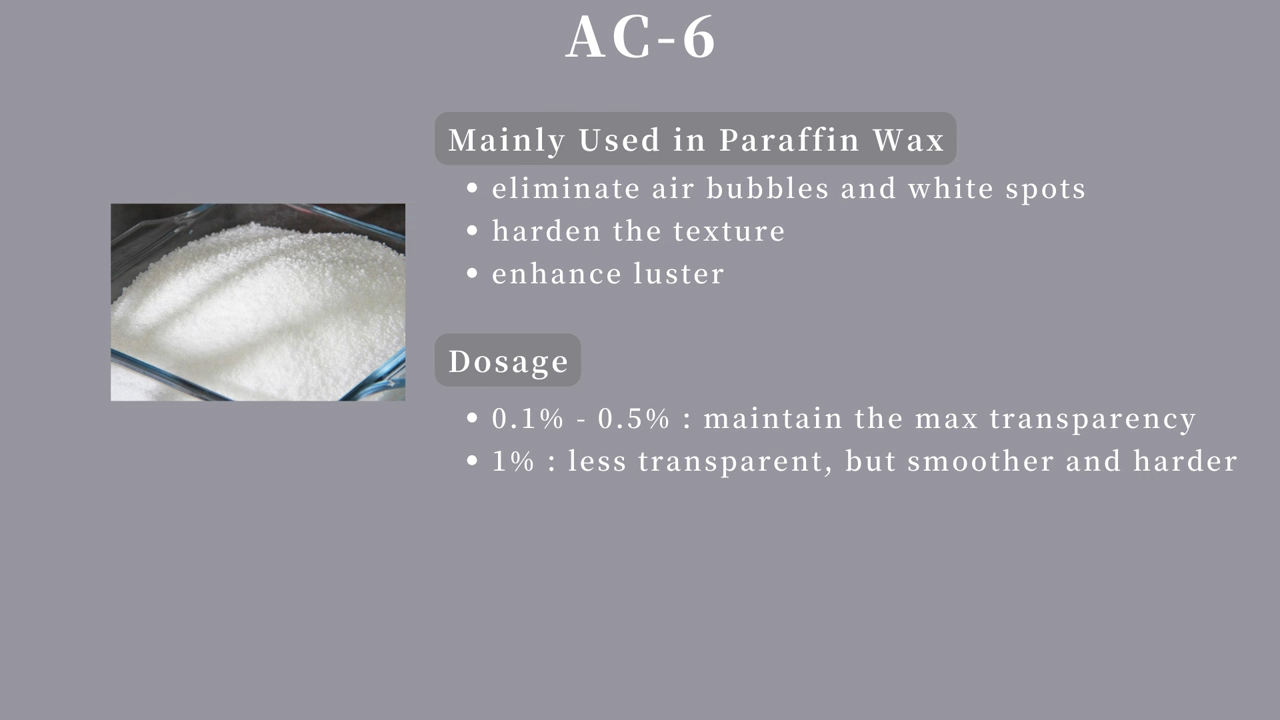 AC-6
Mainly Used in Paraffin Wax
• eliminate air bubbles and white spots
• harden the texture
• enhance luster
Dosage
• 0.1% - 0.5% : maintain the max transparency
• 1% : less transparent, but smoother and harder